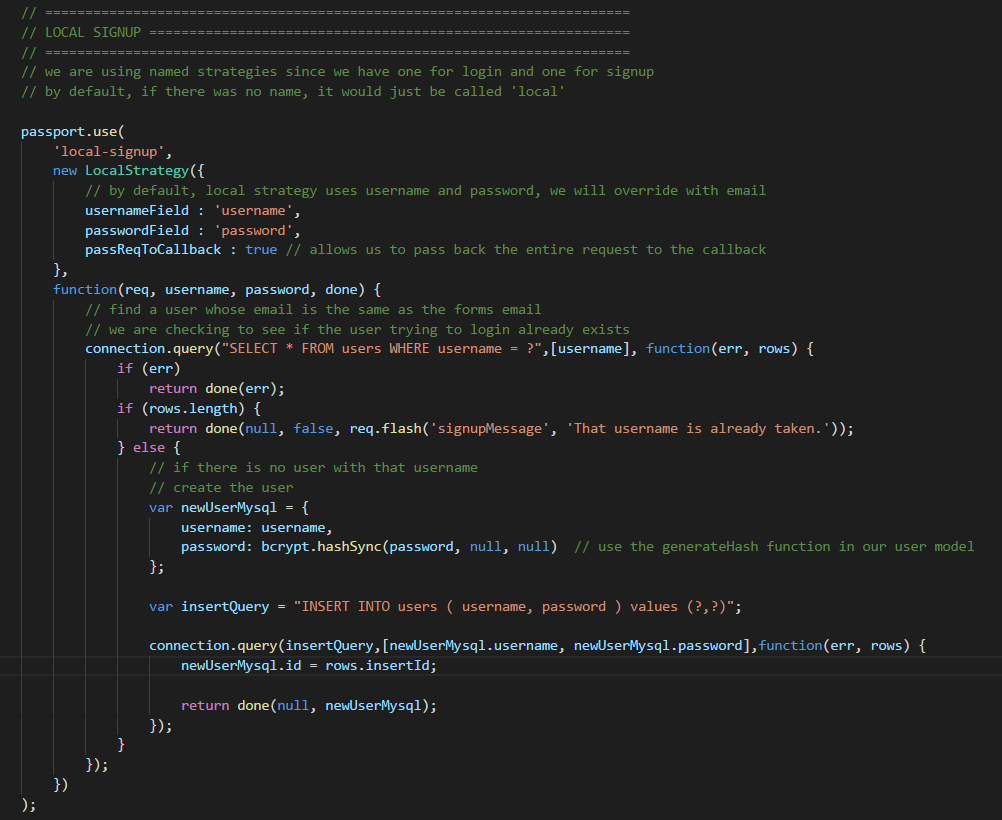 // =========================================================================
// LOCAL SIGNUP ============================================================
// =========================================================================
// we are using named strategies since we have one for login and one for signup
// by default, if there was no name, it would just be called 'local'

passport.use(
    'local-signup',
    new LocalStrategy({
        // by default, local strategy uses username and password, we will override with email
        usernameField : 'username',
        passwordField : 'password',
        passReqToCallback : true // allows us to pass back the entire request to the callback
    },
    function(req, username, password, done) {
        // find a user whose email is the same as the forms email
        // we are checking to see if the user trying to login already exists
        connection.query("SELECT * FROM users WHERE username = ?",[username], function(err, rows) {
            if (err)
                return done(err);
            if (rows.length) {
                return done(null, false, req.flash('signupMessage', 'That username is already taken.'));
            } else {
                // if there is no user with that username
                // create the user
                var newUserMysql = {
                    username: username,
                    password: bcrypt.hashSync(password, null, null)  // use the generateHash function in our user model
                };

                var insertQuery = "INSERT INTO users ( username, password ) values (?,?)";

                connection.query(insertQuery,[newUserMysql.username, newUserMysql.password],function(err, rows) {
                    newUserMysql.id = rows.insertId;

                    return done(null, newUserMysql);
                });
            }
        });
    })
);